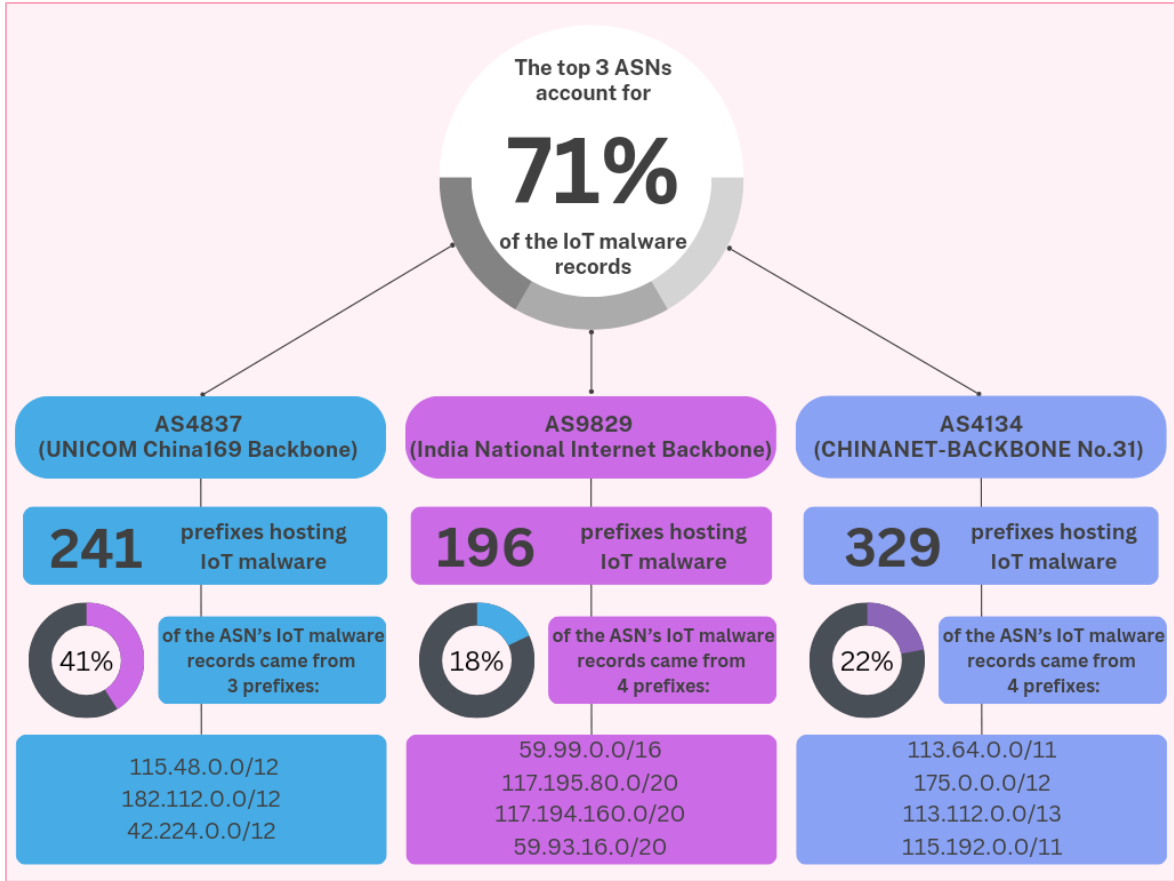 The top 3 ASNs
account for
71%
of the IoT malware
records
AS4837
(UNICOM China169 Backbone)
241
prefixes hosting
IoT malware
41%
of the ASN’s IoT malware
records came from
3 prefixes:
115.48.0.0/12
182.112.0.0/12
42.224.0.0/12
AS9829
(India National Internet Backbone)
196
prefixes hosting
IoT malware
18%
of the ASN’s IoT malware
records came from
4 prefixes:
59.99.0.0/16
117.195.80.0/20
117.194.160.0/20
59.93.16.0/20
AS4134
(CHINANET-BACKBONE No.31)
329
prefixes hosting
IoT malware
22%
of the ASN’s IoT malware
records came from
4 prefixes:
113.64.0.0/11
175.0.0.0/12
113.112.0.0/13
115.192.0.0/11